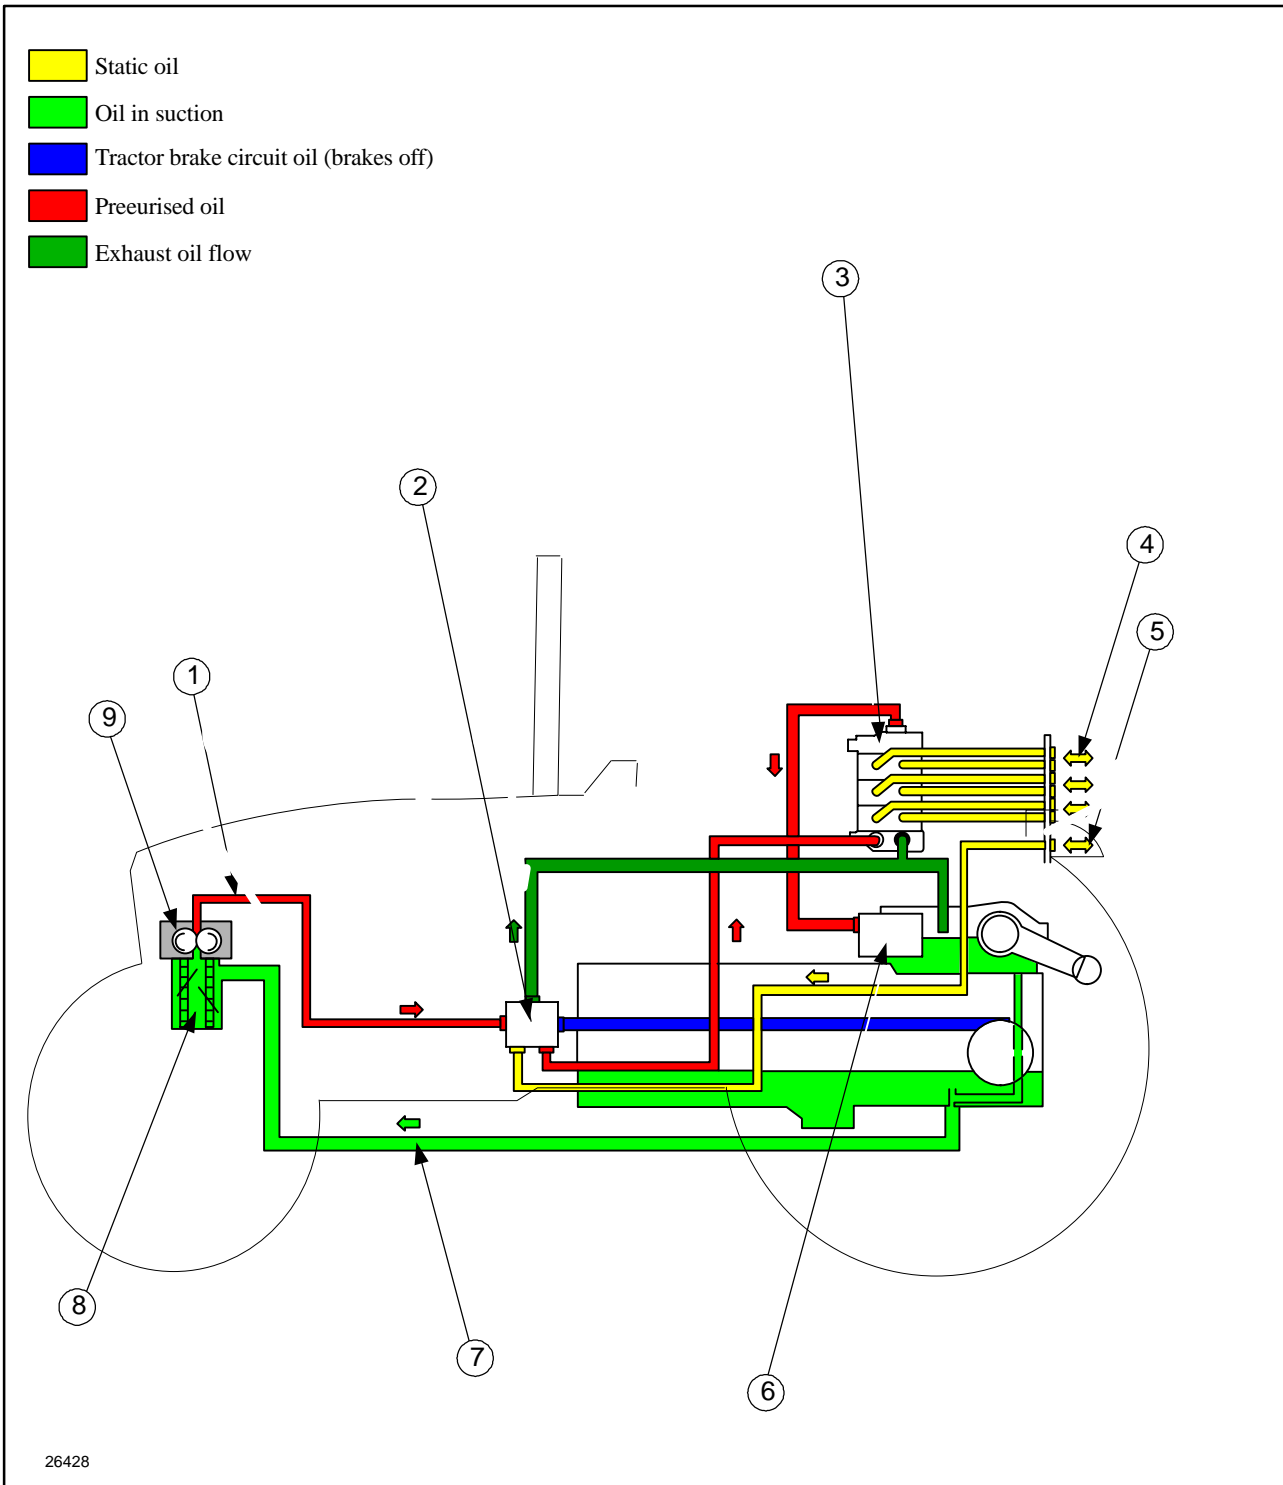 Static oil
Oil in suction
Tractor brake circuit oil (brakes off)
Preeurised oil
Exhaust oil flow
3
2
4
5
1
9
8
7
6
26428